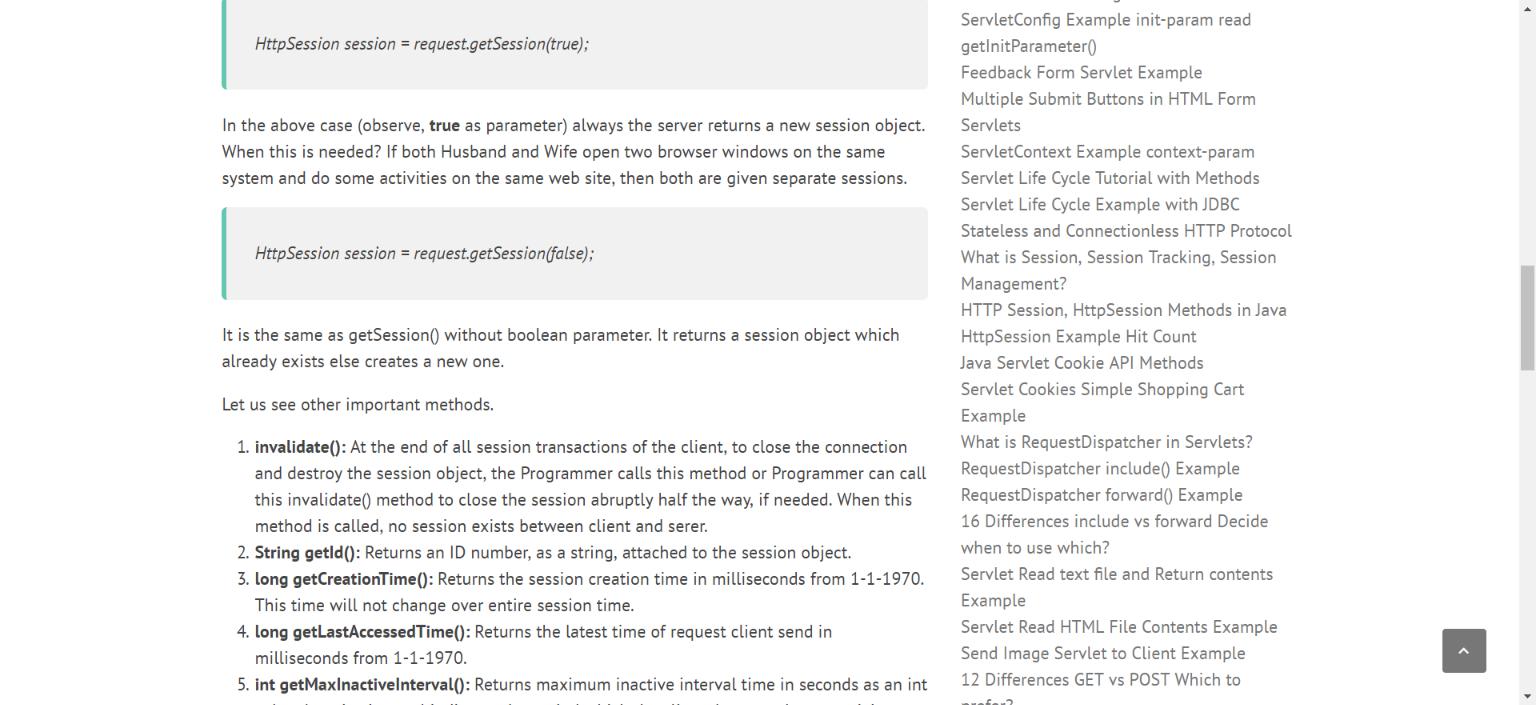 HttpSession session = request.getSession(true);
In the above case (observe, true as parameter) always the server returns a new session object.
When this is needed? If both Husband and Wife open two browser windows on the same
system and do some activities on the same web site, then both are given separate sessions.
HttpSession session = request.getSession(false);
It is the same as getSession() without boolean parameter. It returns a session object which
already exists else creates a new one.
Let us see other important methods.
1. invalidate(): At the end of all session transactions of the client, to close the connection
and destroy the session object, the Programmer calls this method or Programmer can call
this invalidate() method to close the session abruptly half the way, if needed. When this
method is called, no session exists between client and serer.
2. String getId(): Returns an ID number, as a string, attached to the session object.
3. long getCreationTime(): Returns the session creation time in milliseconds from 1-1-1970.
This time will not change over entire session time.
4. long getLastAccessedTime(): Returns the latest time of request client send in
milliseconds from 1-1-1970.
5. int getMaxInactiveInterval(): Returns maximum inactive interval time in seconds as an int
ServletConfig Example init-param read
getInitParameter()
Feedback Form Servlet Example
Multiple Submit Buttons in HTML Form
Servlets
ServletContext Example context-param
Servlet Life Cycle Tutorial with Methods
Servlet Life Cycle Example with JDBC
Stateless and Connectionless HTTP Protocol
What is Session, Session Tracking, Session
Management?
HTTP Session, HttpSession Methods in Java
HttpSession Example Hit Count
Java Servlet Cookie API Methods
Servlet Cookies Simple Shopping Cart
Example
What is RequestDispatcher in Servlets?
RequestDispatcher include() Example
RequestDispatcher forward() Example
16 Differences include vs forward Decide
when to use which?
Servlet Read text file and Return contents
Example
Servlet Read HTML File Contents Example
Send Image Servlet to Client Example
12 Differences GET vs POST Which to
prefer?